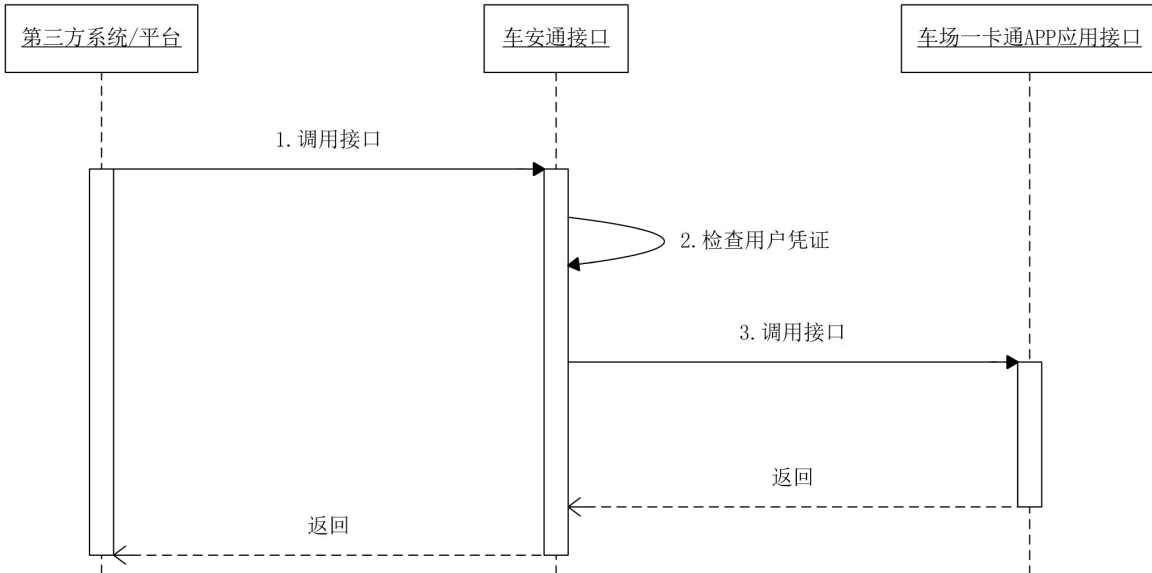 第三方系统/平台
车安通接口
车场一卡通APP应用接口
1.调用接口
2.检查用户凭证
3.调用接口
返回
返回